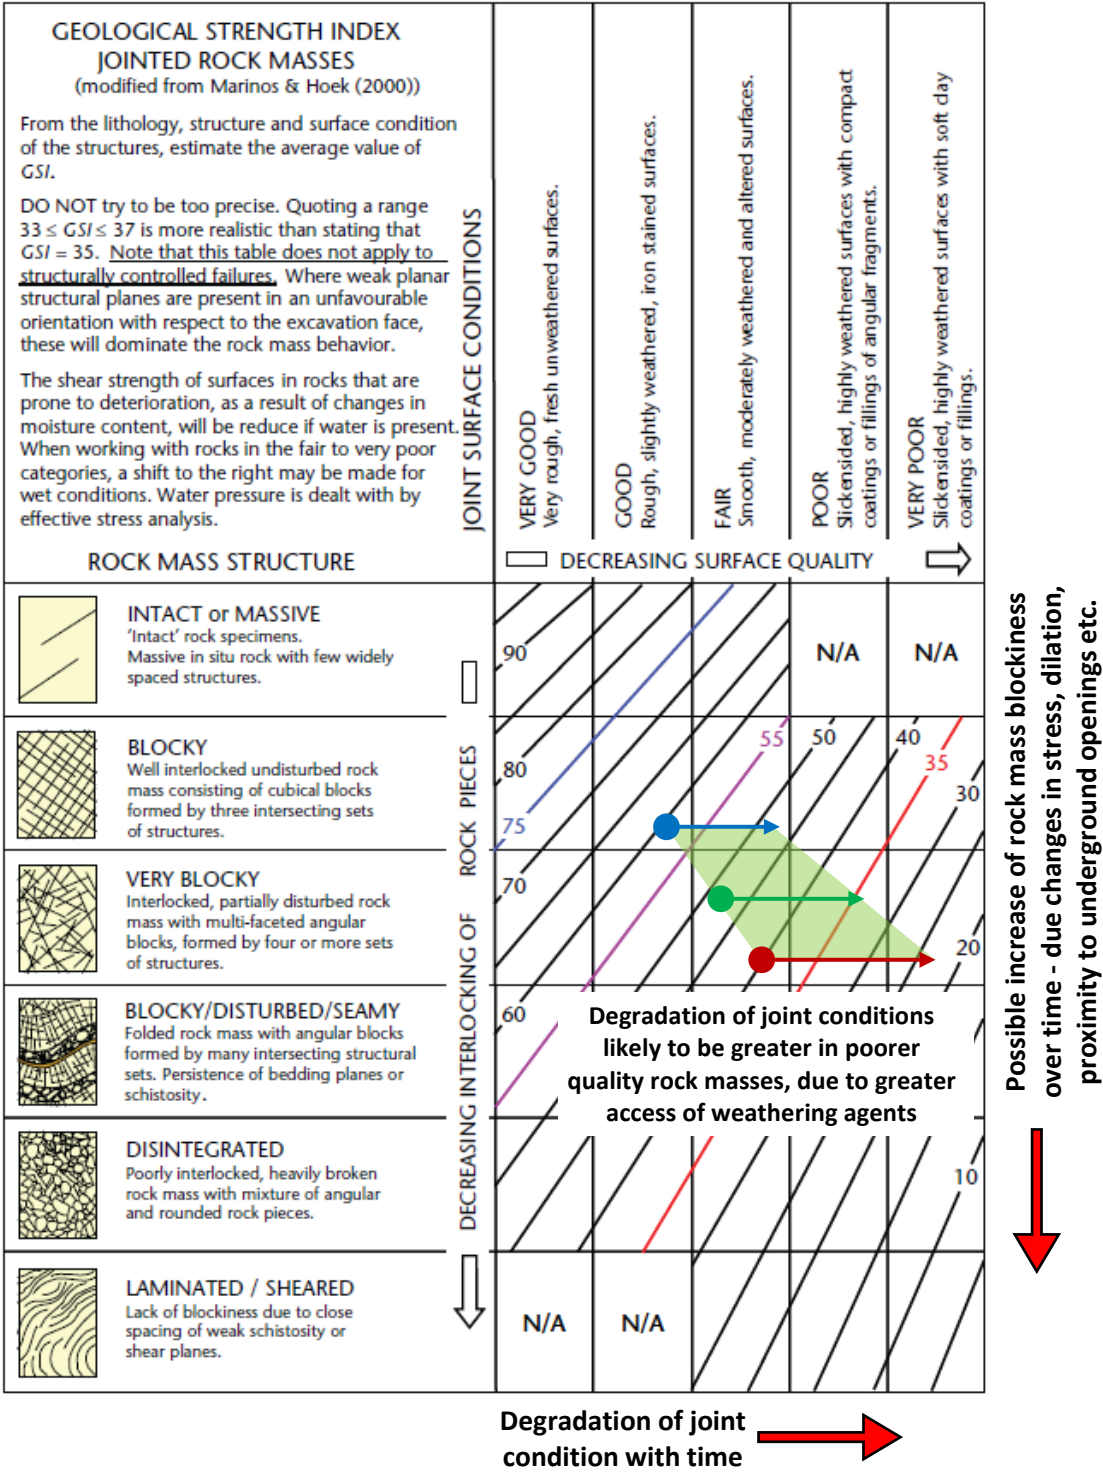 GEOLOGICAL STRENGTH INDEX
JOINTED ROCK MASSES
(modified from Marinos & Hoek (2000))
From the lithology, structure and surface condition
of the structures, estimate the average value of
GSI.
DO NOT try to be too precise. Quoting a range
33 ≤ GSI ≤ 37 is more realistic than stating that
GSI = 35. Note that this table does not apply to
structurally controlled failures. Where weak planar
structural planes are present in an unfavourable
orientation with respect to the excavation face,
these will dominate the rock mass behavior.
The shear strength of surfaces in rocks that are
prone to deterioration, as a result of changes in
moisture content, will be reduce if water is present.
When working with rocks in the fair to very poor
categories, a shift to the right may be made for
wet conditions. Water pressure is dealt with by
effective stress analysis.
ROCK MASS STRUCTURE
JOINT SURFACE CONDITIONS
VERY GOOD
Very rough, fresh unweathered surfaces.
GOOD
Rough, slightly weathered, iron stained surfaces.
FAIR
Smooth, moderately weathered and altered surfaces.
POOR
Slickensided, highly weathered surfaces with compact
coatings or fillings of angular fragments.
VERY POOR
Slickensided, highly weathered surfaces with soft clay
coatings or fillings.
DECREASING SURFACE QUALITY
INTACT or MASSIVE
'Intact' rock specimens.
Massive in situ rock with few widely
spaced structures.
90
N/A
N/A
BLOCKY
Well interlocked undisturbed rock
mass consisting of cubical blocks
formed by three intersecting sets
of structures.
80
75
55
50
40
35
30
VERY BLOCKY
Interlocked, partially disturbed rock
mass with multi-faceted angular
blocks, formed by four or more sets
of structures.
70
20
BLOCKY/DISTURBED/SEAMY
Folded rock mass with angular blocks
formed by many intersecting structural
sets. Persistence of bedding planes or
schistosity.
60
Degradation of joint conditions
likely to be greater in poorer
quality rock masses, due to greater
access of weathering agents
DISINTEGRATED
Poorly interlocked, heavily broken
rock mass with mixture of angular
and rounded rock pieces.
10
LAMINATED / SHEARED
Lack of blockiness due to close
spacing of weak schistosity or
shear planes.
N/A
N/A
DECREASING INTERLOCKING OF ROCK PIECES
Possible increase of rock mass blockiness
over time - due changes in stress, dilation,
proximity to underground openings etc.
Degradation of joint
condition with time